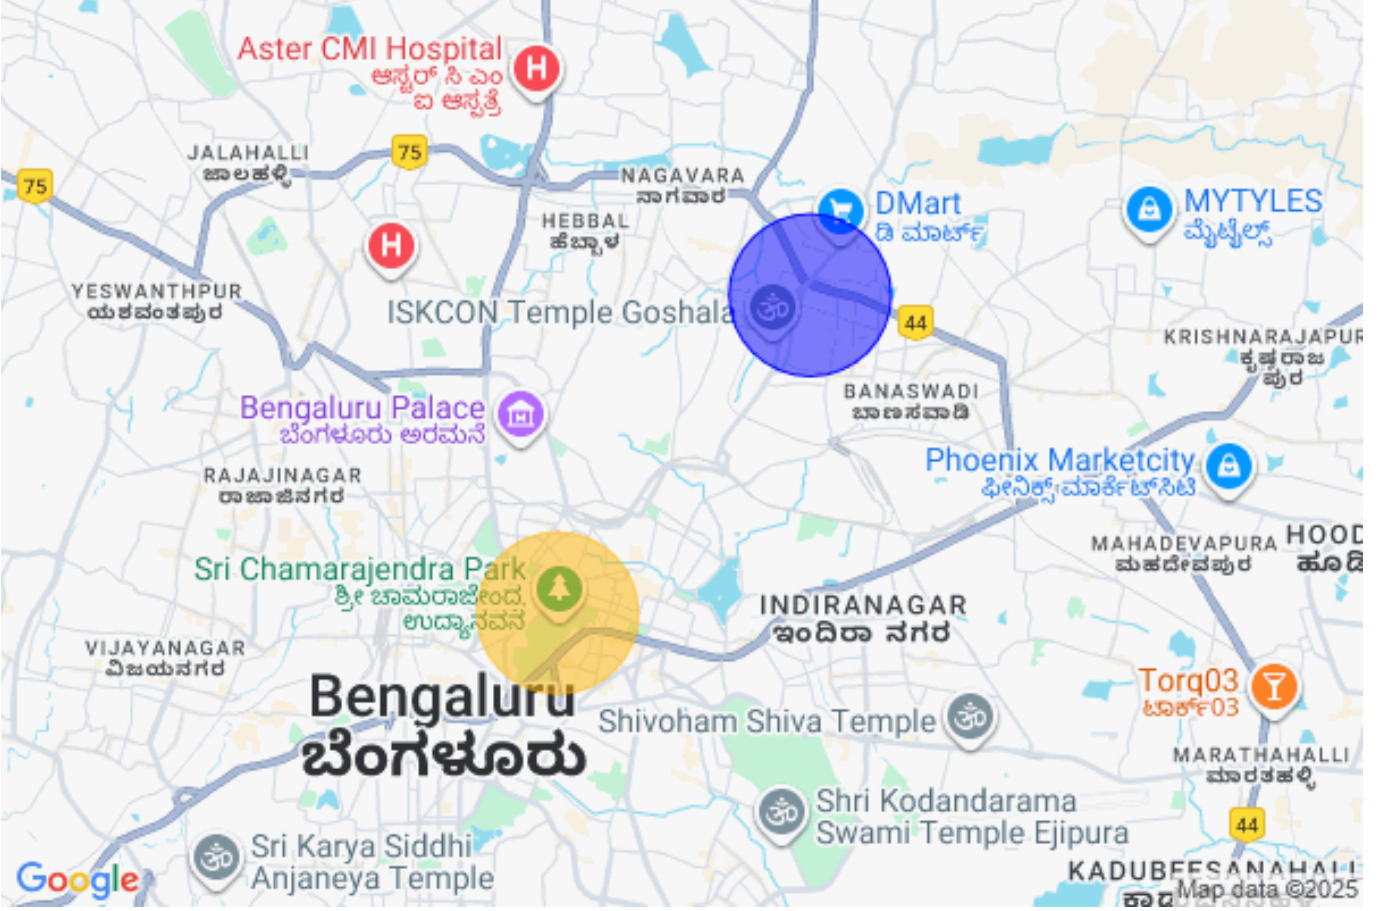 Aster CMI Hospital
ಆಸ್ಟರ್ ಸಿ ಎಂ
ಐ ಆಸ್ಪತ್ರೆ
H
JALAHALLI
ಜಾಲಹಳ್ಳಿ
75
75
NAGAVARA
ನಾಗವಾರ
HEBBAL
ಹೆಬ್ಬಾಳ
DMart
ಡಿ ಮಾರ್ಟ್
MYTYLES
ಮೈಟೈಲ್ಸ್
H
YESWANTHPUR
ಯಶವಂತಪುರ
ISKCON Temple Goshala
44
KRISHNARAJAPUR
ಕೃಷ್ಣರಾಜ
ಪುರ
BANASWADI
ಬಾಣಸವಾಡಿ
Bengaluru Palace
ಬೆಂಗಳೂರು ಅರಮನೆ
RAJAJINAGAR
ರಾಜಾಜಿನಗರ
Phoenix Marketcity
ಫೀನಿಕ್ಸ್ ಮಾರ್ಕೆಟ್‌ಸಿಟಿ
MAHADEVAPURA
ಮಹದೇವಪುರ
HOOD
ಹೂಡಿ
Sri Chamarajendra Park
ಶ್ರೀ ಚಾಮರಾಜೇಂದ್ರ
ಉದ್ಯಾನವನ
INDIRANAGAR
ಇಂದಿರಾ ನಗರ
VIJAYANAGAR
ವಿಜಯನಗರ
Bengaluru
ಬೆಂಗಳೂರು
Shivoham Shiva Temple
Torq03
ಟಾರ್ಕ್03
MARATHAHALLI
ಮಾರತಹಳ್ಳಿ
Shri Kodandarama
Swami Temple Ejipura
44
Sri Karya Siddhi
Anjaneya Temple
KADUBEESANAHALLI
Google
Map data ©2025